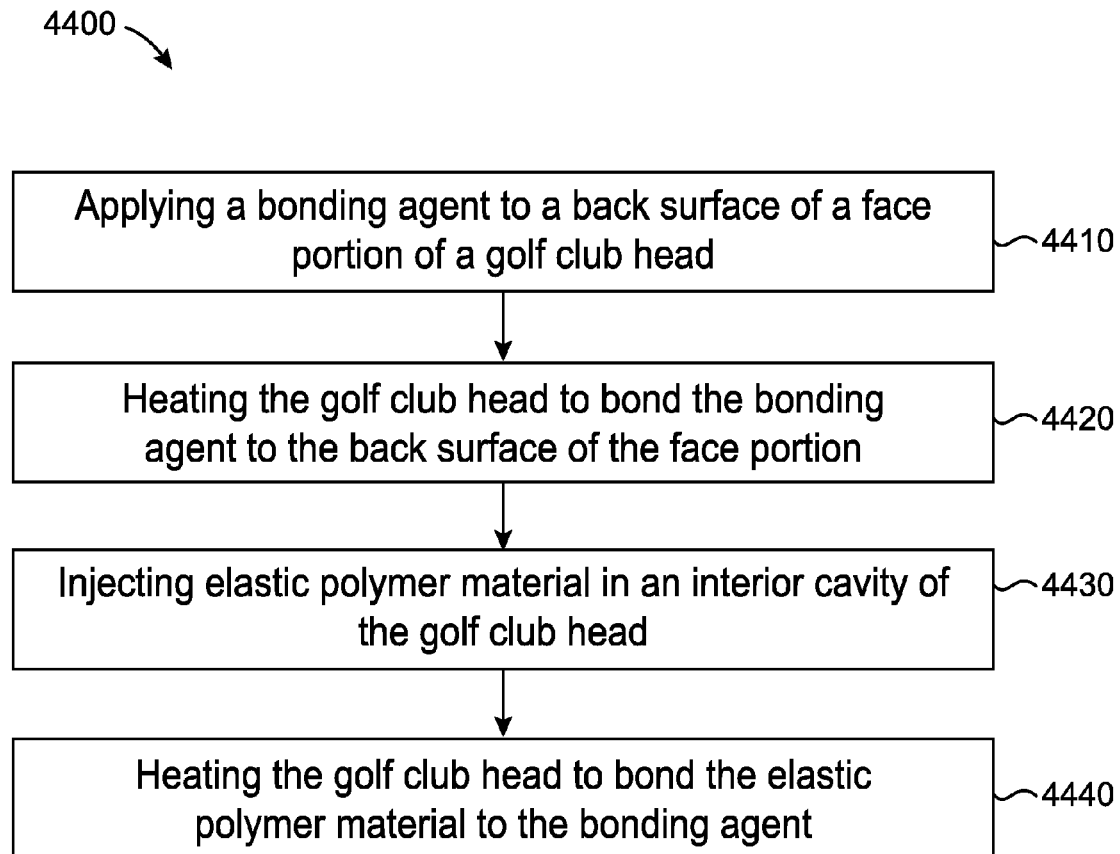 4400
Applying a bonding agent to a back surface of a face
portion of a golf club head
4410
Heating the golf club head to bond the bonding
agent to the back surface of the face portion
4420
Injecting elastic polymer material in an interior cavity of
the golf club head
4430
Heating the golf club head to bond the elastic
polymer material to the bonding agent
4440